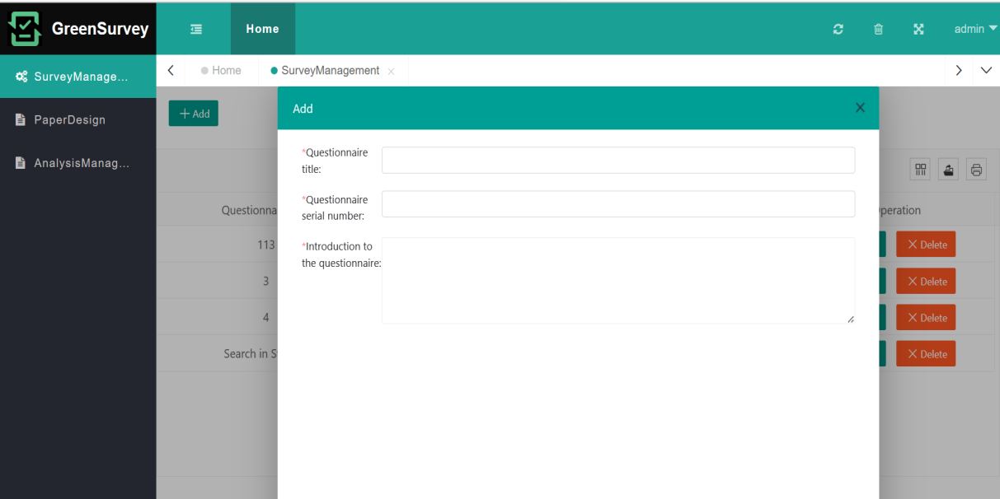 GreenSurvey
Home
admin
SurveyManage...
Home
SurveyManagement
PaperDesign
AnalysisManag...
Add
Add
*Questionnaire
title:
*Questionnaire
serial number:
*Introduction to
the questionnaire:
Questionna
peration
113
Delete
3
Delete
4
Delete
Search in S
Delete